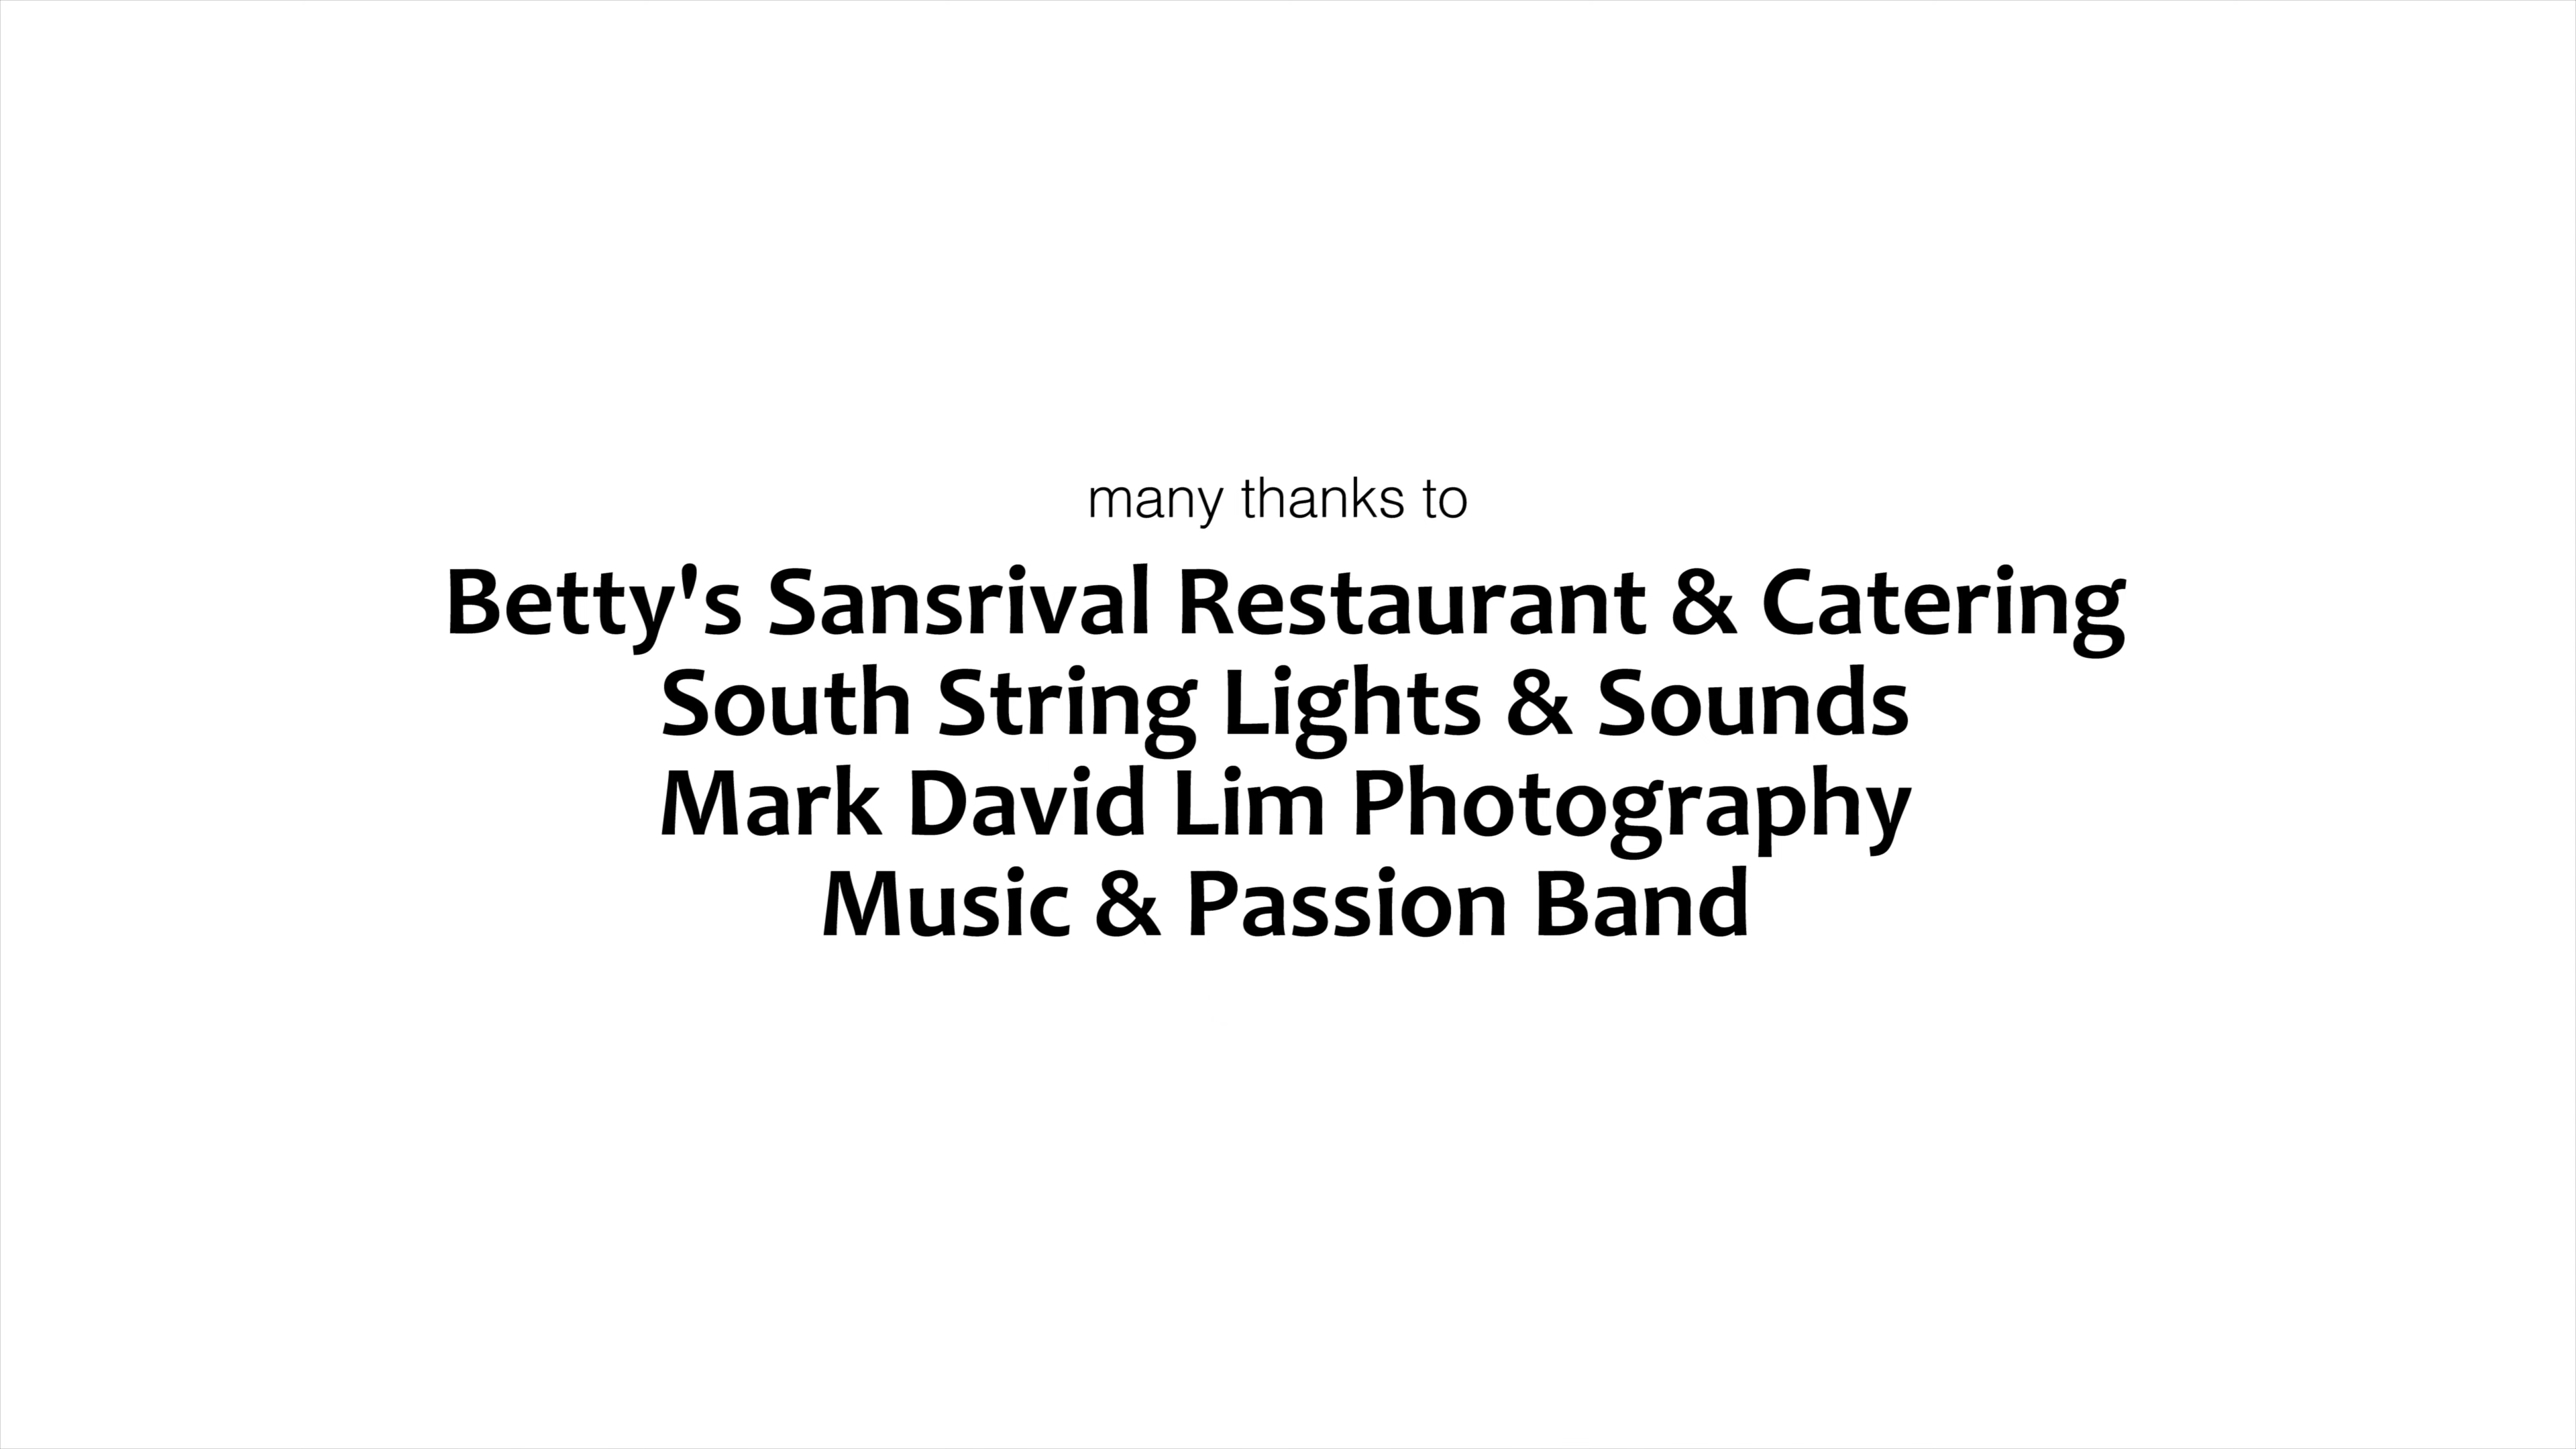 many thanks to
Betty's Sansrival Restaurant & Catering
South String Lights & Sounds
Mark David Lim Photography
Music & Passion Band